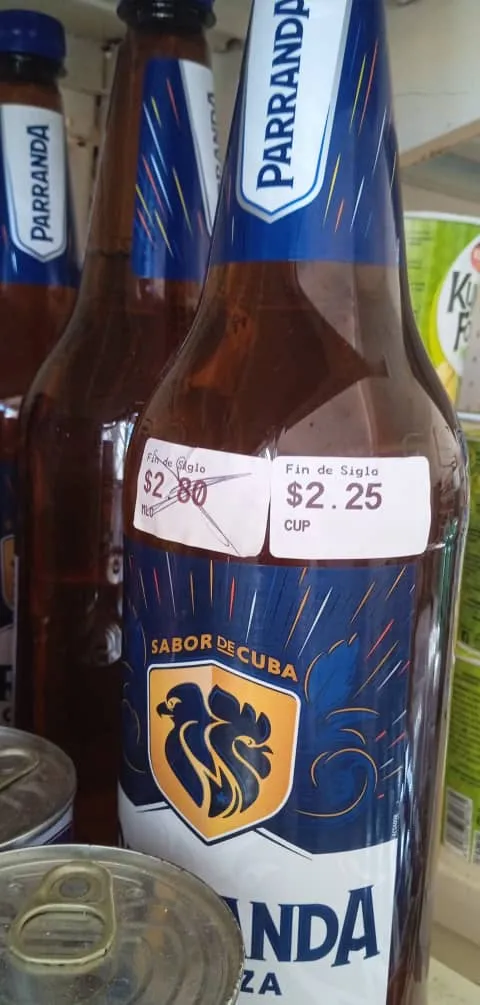 PARRANDA
PARRANDA
Fin de Siglo
$2.80
MLC
Fin de Siglo
$2.25
CUP
SABOR DE CUBA
ANDA
ZA